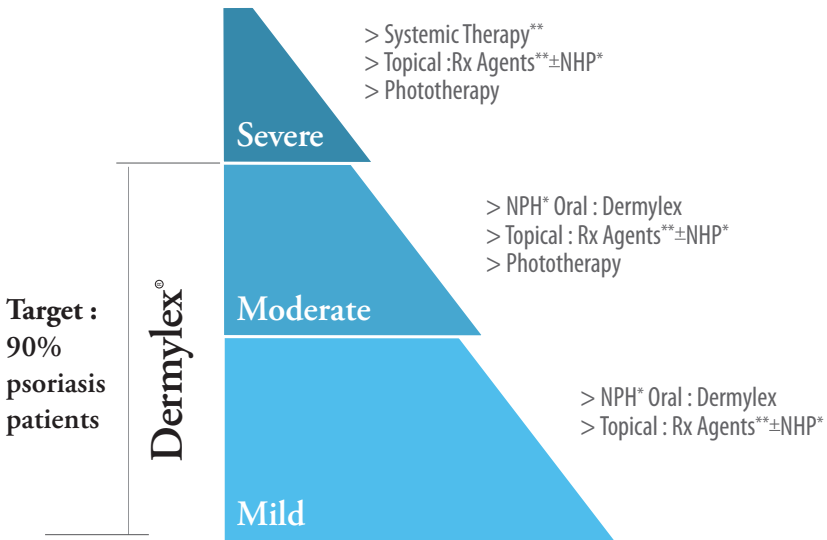 > Systemic Therapy**
> Topical :Rx Agents**±NHP*
> Phototherapy
Severe
> NPH* Oral : Dermylex
> Topical : Rx Agents**±NHP*
> Phototherapy
Moderate
Target :
90%
psoriasis
patients
Dermylex®
> NPH* Oral : Dermylex
> Topical : Rx Agents**±NHP*
Mild